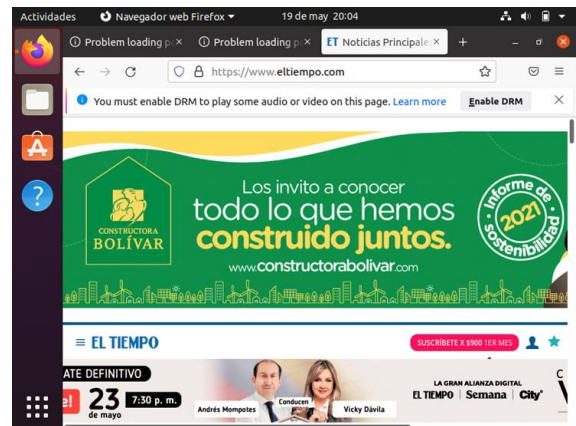 Actividades Navegador web Firefox 19 de may 20:04
Problem loading p Problem loading p ET Noticias Principale
https://www.eltiempo.com
You must enable DRM to play some audio or video on this page. Learn more Enable DRM
CONSTRUCTORA
BOLÍVAR
Los invito a conocer
todo lo que hemos
construido juntos.
www.constructorabolivar.com
Informe de
2021
sostenibilidad
EL TIEMPO SUSCRÍBETE X $900 1ER MES
ATE DEFINITIVO
e! 23 de mayo 7:30 p. m.
Conducen
Andrés Mompotes Vicky Dávila
LA GRAN ALIANZA DIGITAL
EL TIEMPO Semana City